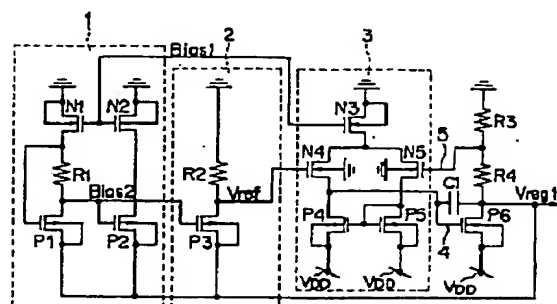 1
2
3
Bias1
N1
N2
N3
R3
R1
R2
N4
N5
5
R4
Bias2
Vref
C1
Vreg1
P1
P2
P3
P4
P5
4
P6
VDD
VDD
VDD